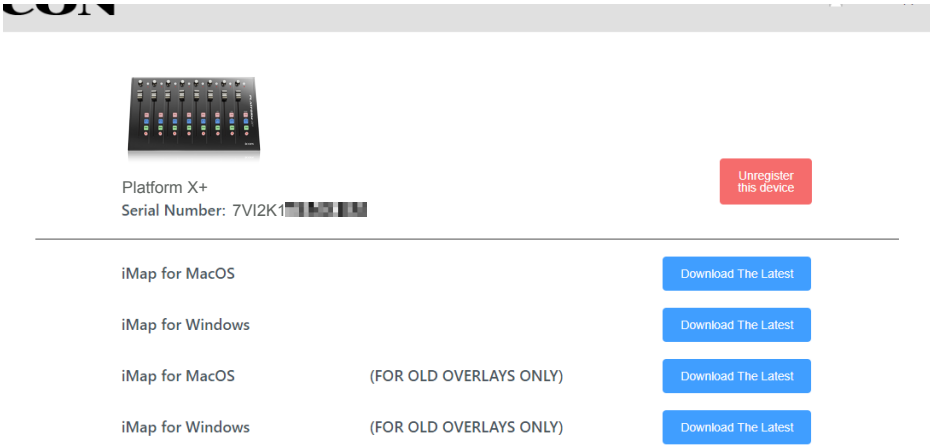 Platform X+
Unregister
this device
Serial Number: 7VI2K1
iMap for MacOS Download The Latest
iMap for Windows Download The Latest
iMap for MacOS (FOR OLD OVERLAYS ONLY) Download The Latest
iMap for Windows (FOR OLD OVERLAYS ONLY) Download The Latest